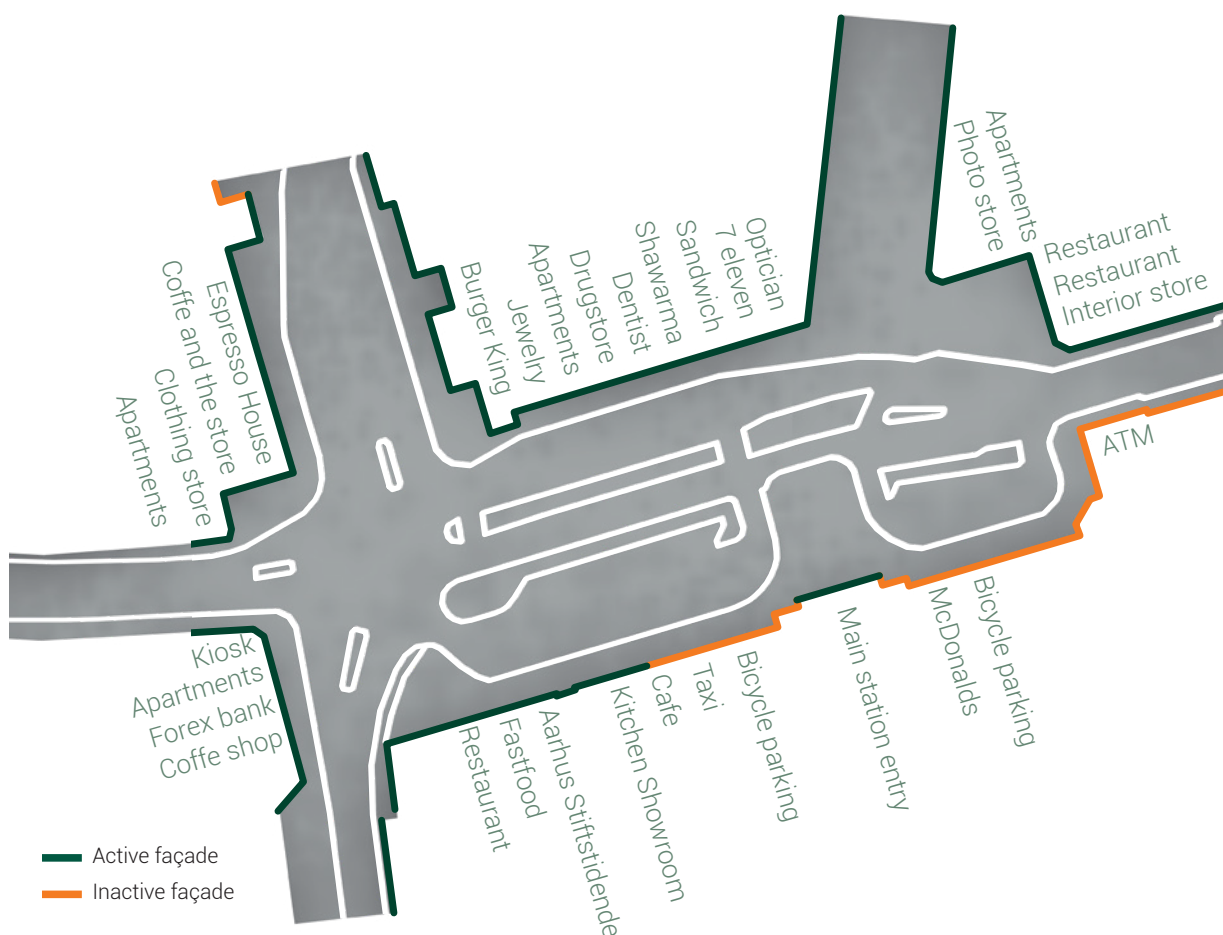 Apartments
Photo store
Restaurant
Restaurant
Interior store
Optician
7 eleven
Sandwich
Shawarma
Dentist
Drugstore
Apartments
Jewelry
Burger King
Espresso House
Coffe and the store
Clothing store
Apartments
ATM
Kiosk
Apartments
Forex bank
Coffe shop
Restaurant
Fastfood
Aarhus Stiftstidende
Kitchen Showroom
Cafe
Taxi
Bicycle parking
Main station entry
McDonalds
Bicycle parking
Active façade
Inactive façade